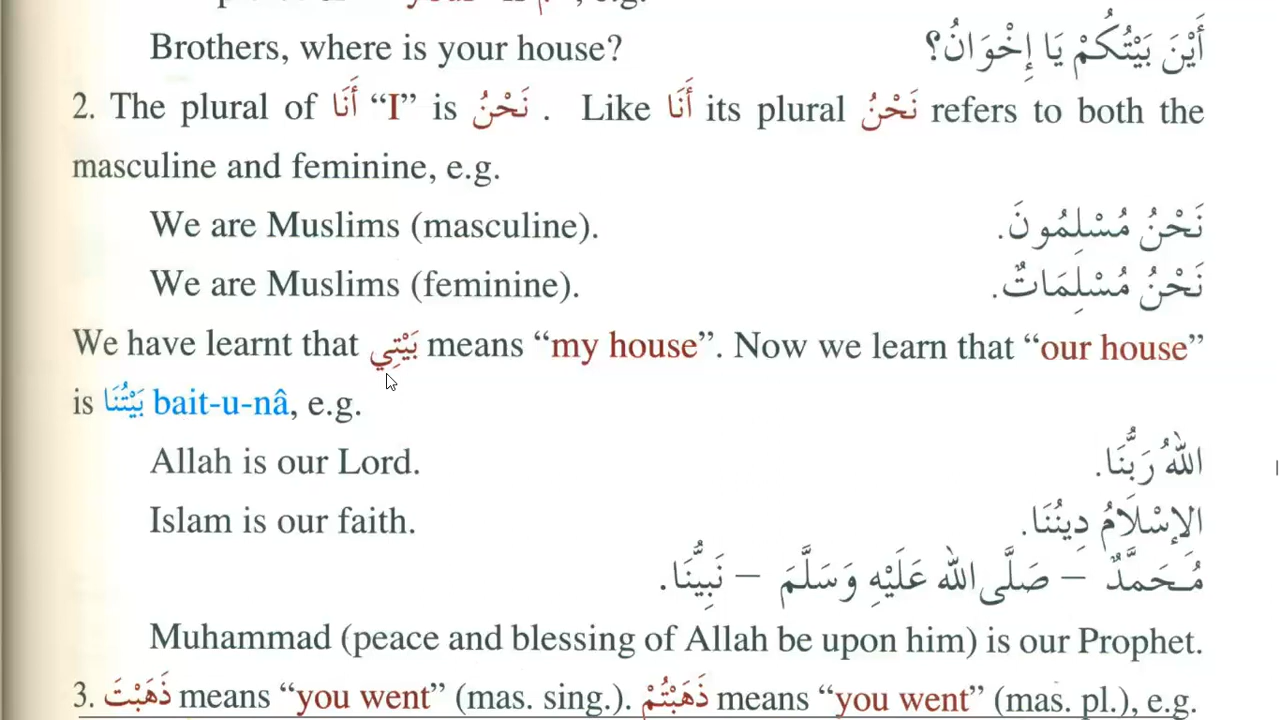 Brothers, where is your house? أَيْنَ بَيْتُكُمْ يَا إِخْوَانُ؟
2. The plural of أَنَا “I” is نَحْنُ . Like أَنَا its plural نَحْنُ refers to both the
masculine and feminine, e.g.
We are Muslims (masculine). نَحْنُ مُسْلِمُونَ.
We are Muslims (feminine). نَحْنُ مُسْلِمَاتٌ.
We have learnt that بَيْتِي means “my house”. Now we learn that “our house”
is بَيْتُنَا bait-u-nâ, e.g.
Allah is our Lord. اللهُ رَبُّنَا.
Islam is our faith. الإِسْلَامُ دِينُنَا.
مُحَمَّدٌ – صَلَّى الله عَلَيْهِ وَسَلَّمَ – نَبِيُّنَا.
Muhammad (peace and blessing of Allah be upon him) is our Prophet.
3. ذَهَبْتَ means “you went” (mas. sing.). ذَهَبْتُمْ means “you went” (mas. pl.), e.g.